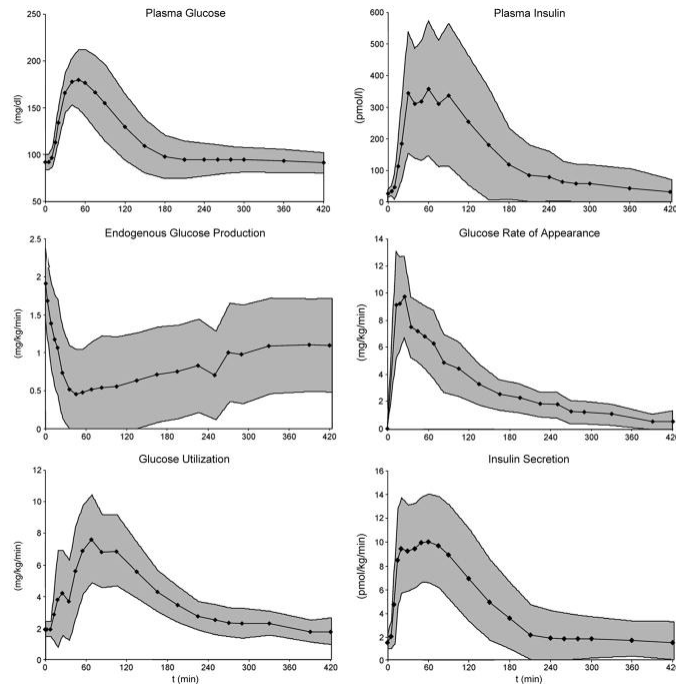 Plasma Glucose
(mg/dl)
250
200
150
100
50
0 60 120 180 240 300 360 420
Plasma Insulin
(pmol/l)
600
500
400
300
200
100
0
0 60 120 180 240 300 360 420
Endogenous Glucose Production
(mg/kg/min)
2.5
2
1.5
1
0.5
0
0 60 120 180 240 300 360 420
Glucose Rate of Appearance
(mg/kg/min)
14
12
10
8
6
4
2
0
0 60 120 180 240 300 360 420
Glucose Utilization
(mg/kg/min)
12
10
8
6
4
2
0
0 60 120 180 240 300 360 420
t (min)
Insulin Secretion
(pmol/kg/min)
16
14
12
10
8
6
4
2
0
0 60 120 180 240 300 360 420
t (min)